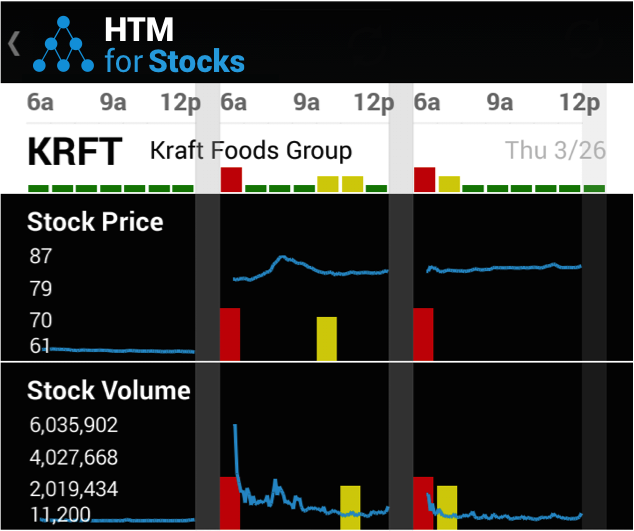 HTM
for Stocks
6a 9a 12p 6a 9a 12p 6a 9a 12p
KRFT Kraft Foods Group Thu 3/26
Stock Price
87
79
70
61
Stock Volume
6,035,902
4,027,668
2,019,434
11,200